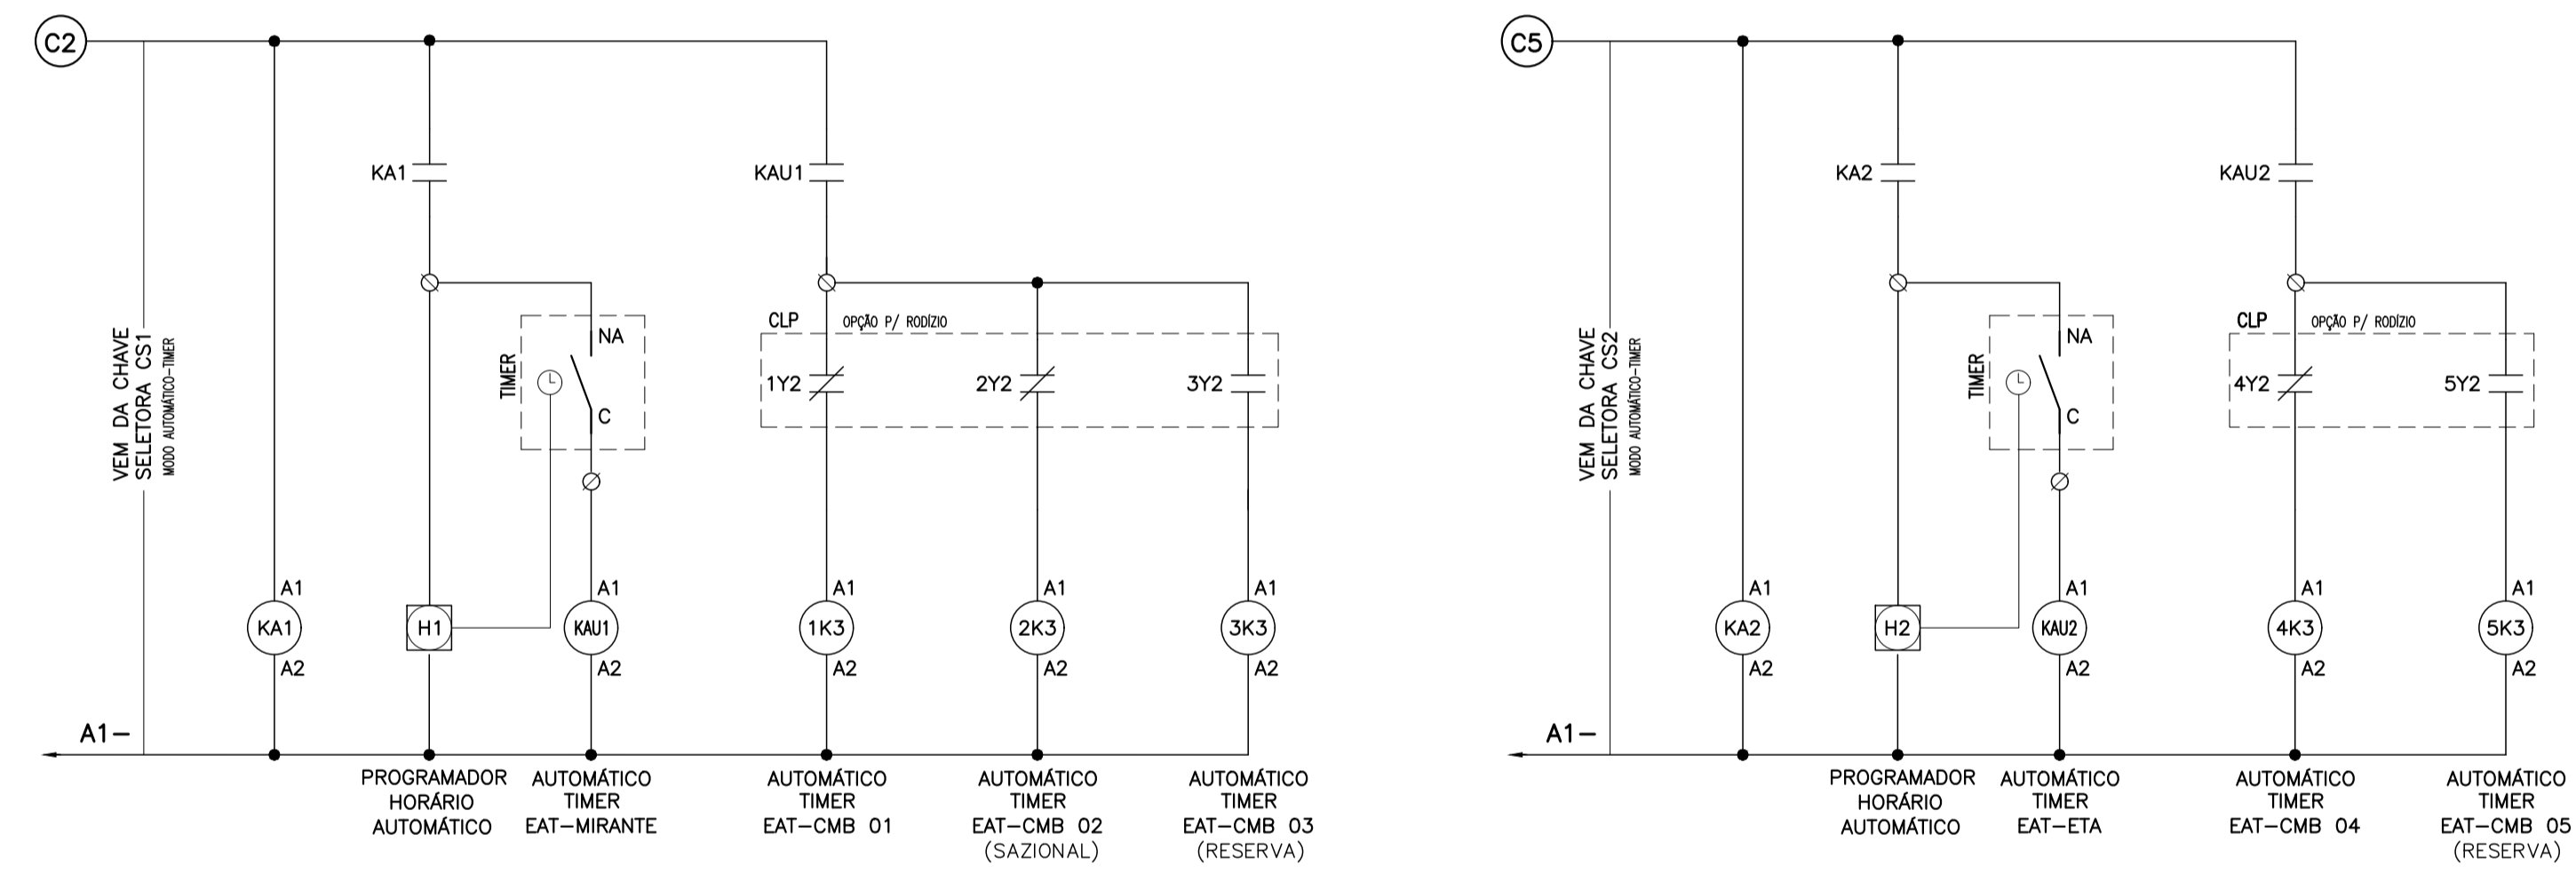 C2
KA1
KAU1
VEM DA CHAVE
SELETORA CS1
MODO AUTOMÁTICO-TIMER
TIMER
NA
C
CLP
OPÇÃO P/ RODÍZIO
1Y2
2Y2
3Y2
A1
A1
A1
A1
A1
KA1
H1
KAU1
1K3
2K3
3K3
A2
A2
A2
A2
A2
A1-
PROGRAMADOR
HORÁRIO
AUTOMÁTICO
AUTOMÁTICO
TIMER
EAT-MIRANTE
AUTOMÁTICO
TIMER
EAT-CMB 01
AUTOMÁTICO
TIMER
EAT-CMB 02
(SAZIONAL)
AUTOMÁTICO
TIMER
EAT-CMB 03
(RESERVA)
C5
KA2
KAU2
VEM DA CHAVE
SELETORA CS2
MODO AUTOMÁTICO-TIMER
TIMER
NA
C
CLP
OPÇÃO P/ RODÍZIO
4Y2
5Y2
A1
A1
A1
A1
KA2
H2
KAU2
4K3
5K3
A2
A2
A2
A2
A1-
PROGRAMADOR
HORÁRIO
AUTOMÁTICO
AUTOMÁTICO
TIMER
EAT-ETA
AUTOMÁTICO
TIMER
EAT-CMB 04
AUTOMÁTICO
TIMER
EAT-CMB 05
(RESERVA)